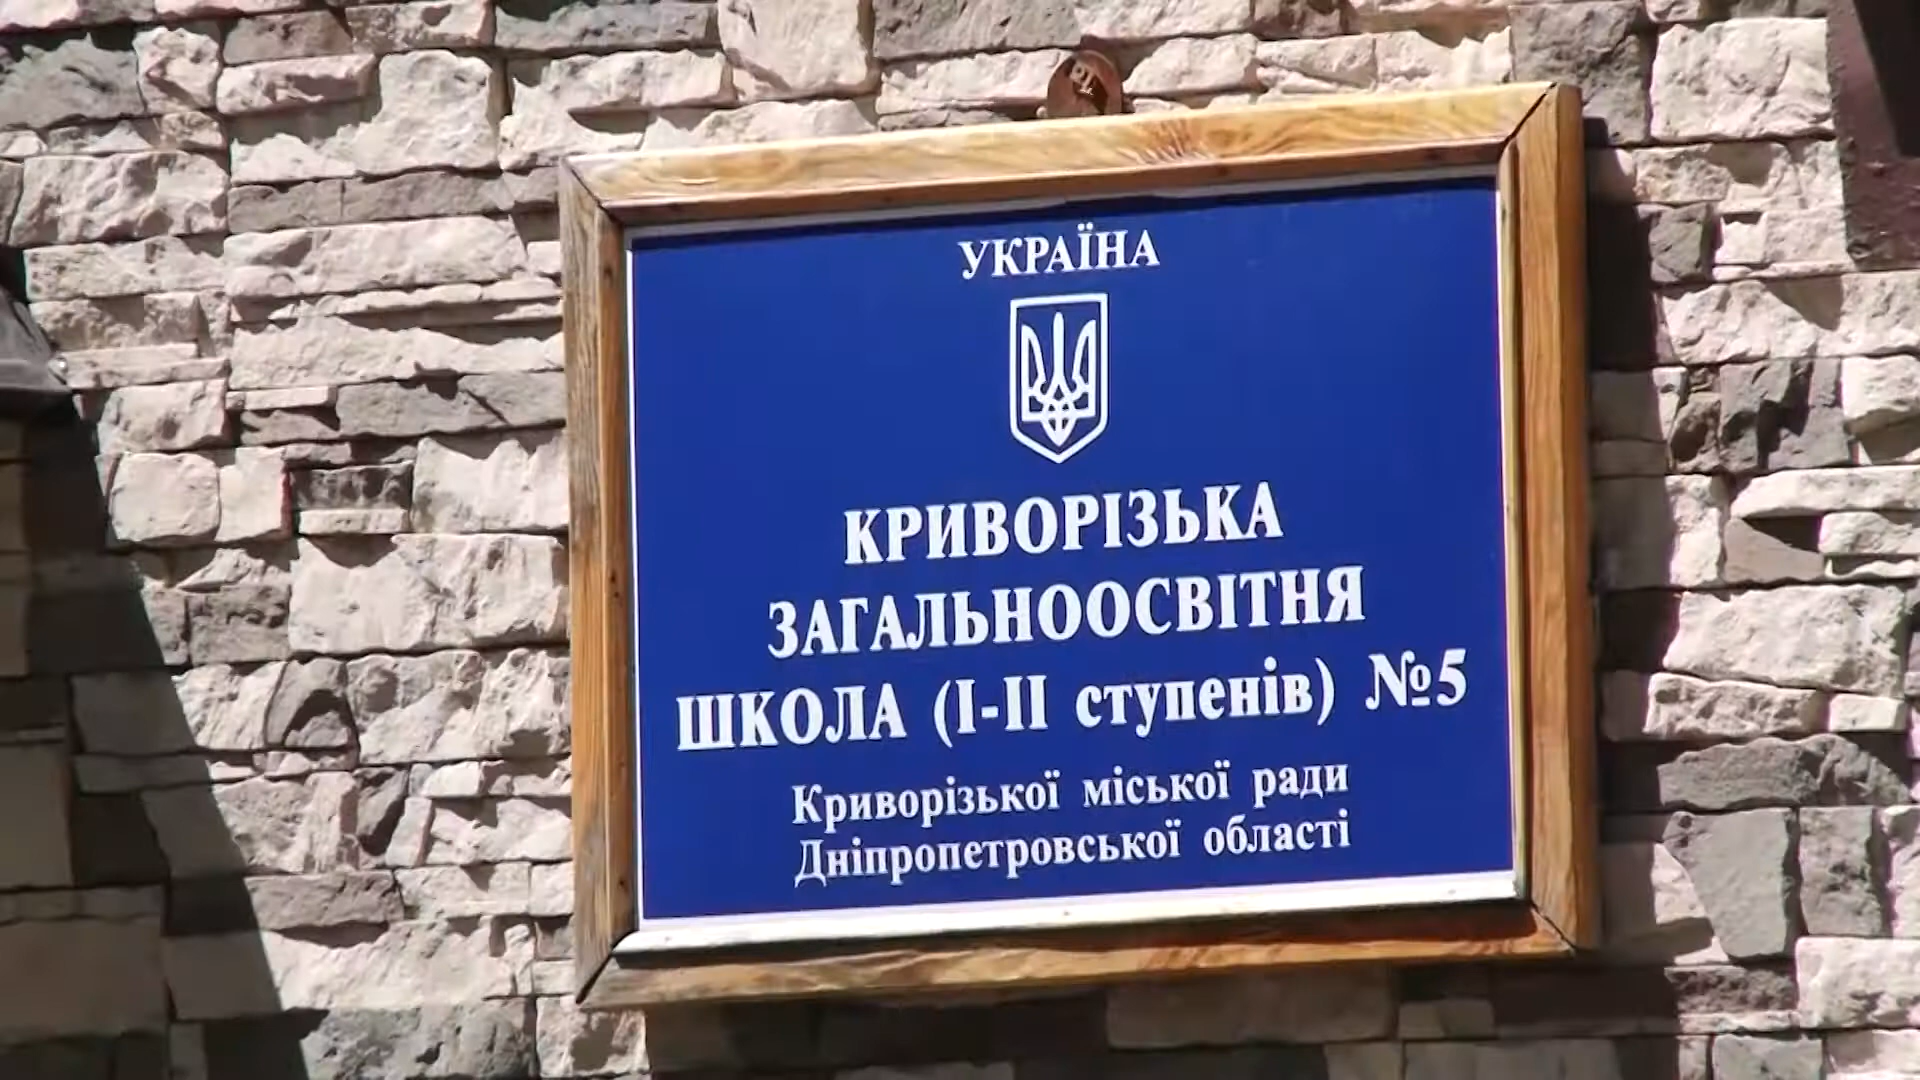 УКРАЇНА
КРИВОРІЗЬКА
ЗАГАЛЬНООСВІТНЯ
ШКОЛА (І-ІІ ступенів) №5
Криворізької міської ради
Дніпропетровської області